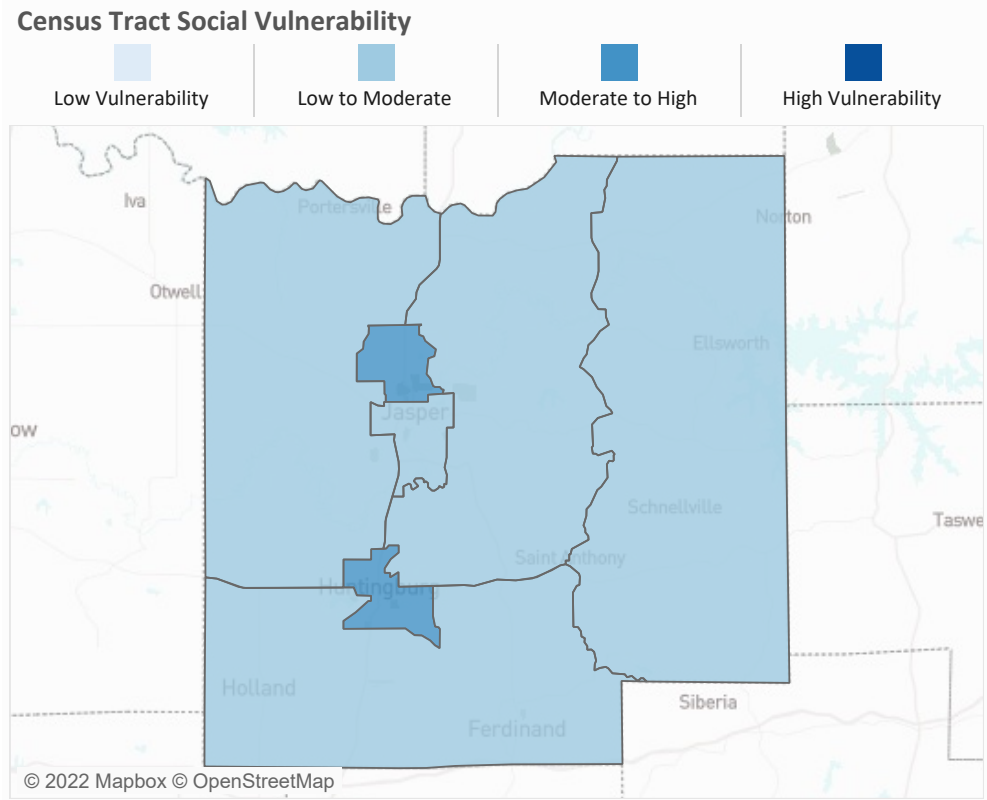 Census Tract Social Vulnerability
Low Vulnerability
Low to Moderate
Moderate to High
High Vulnerability
Iva
Portersville
Norton
Otwell
Ellsworth
Jasper
ow
Schnellville
Taswe
Saint Anthony
Huntingburg
Holland
Siberia
Ferdinand
© 2022 Mapbox © OpenStreetMap